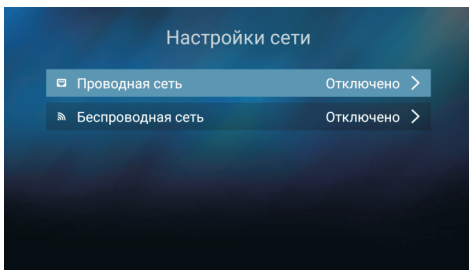 Настройки сети
Проводная сеть Отключено
Беспроводная сеть Отключено